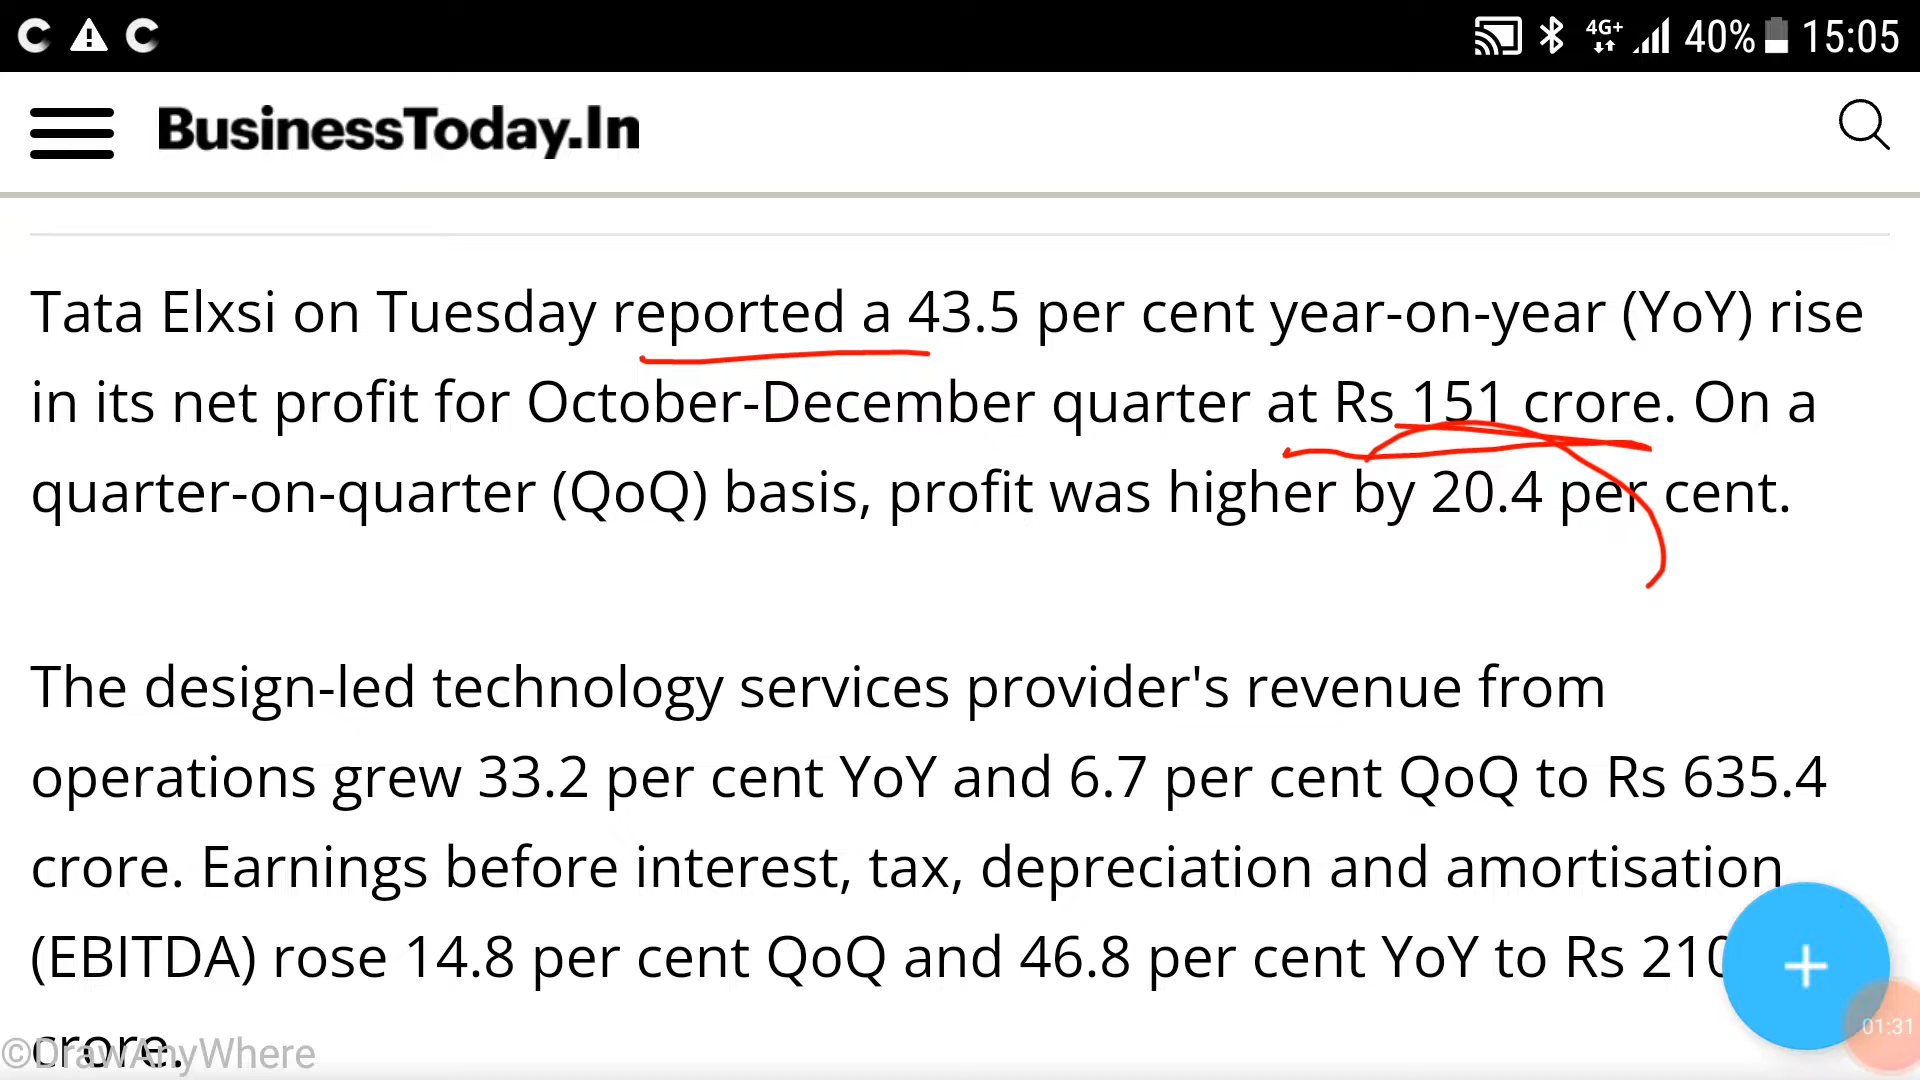 C C 4G+ 40% 15:05
BusinessToday.In
Tata Elxsi on Tuesday reported a 43.5 per cent year-on-year (YoY) rise
in its net profit for October-December quarter at Rs 151 crore. On a
quarter-on-quarter (QoQ) basis, profit was higher by 20.4 per cent.
The design-led technology services provider's revenue from
operations grew 33.2 per cent YoY and 6.7 per cent QoQ to Rs 635.4
crore. Earnings before interest, tax, depreciation and amortisation
(EBITDA) rose 14.8 per cent QoQ and 46.8 per cent YoY to Rs 210
01:31
crore.
©DrawAnyWhere